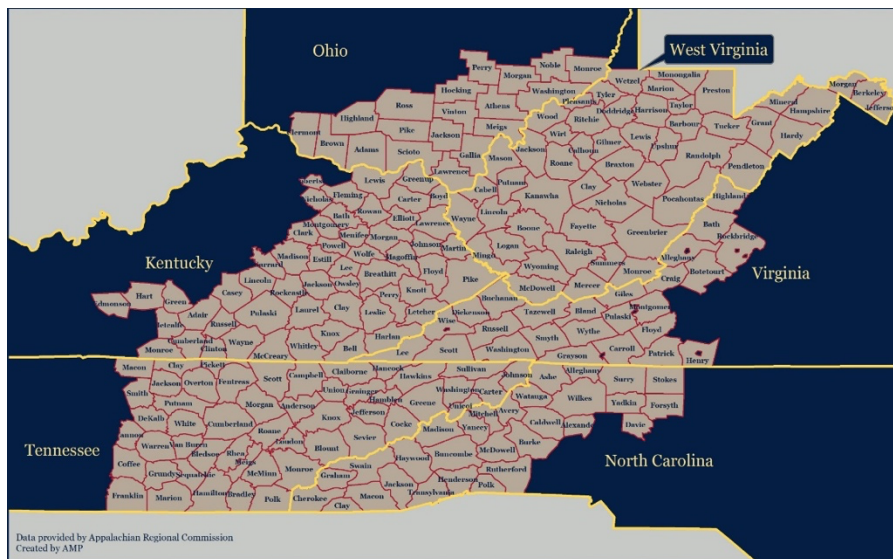 Ohio
West Virginia
Kentucky
Virginia
Tennessee
North Carolina
Perry
Noble
Monroe
Morgan
Washington
Hocking
Athens
Vinton
Ross
Meigs
Highland
Pike
Jackson
Gallia
Brown
Adams
Scioto
Lawrence
Wetzel
Monongalia
Marion
Preston
Tyler
Doddridge
Harrison
Taylor
Wood
Ritchie
Barbour
Tucker
Grant
Mineral
Hampshire
Morgan
Berkeley
Hardy
Wirt
Calhoun
Gilmer
Lewis
Upshur
Randolph
Pendleton
Mason
Jackson
Roane
Braxton
Webster
Pocahontas
Cabell
Putnam
Kanawha
Clay
Nicholas
Wayne
Lincoln
Boone
Fayette
Greenbrier
Mingo
Logan
Raleigh
Summers
Monroe
Wyoming
McDowell
Mercer
Highland
Bath
Rockbridge
Alleghany
Botetourt
Craig
Giles
Bland
Pulaski
Floyd
Buchanan
Dickenson
Tazewell
Wise
Russell
Smyth
Wythe
Carroll
Patrick
Henry
Lee
Scott
Washington
Grayson
Lewis
Greenup
Boyd
Carter
Fleming
Nicholas
Rowan
Elliott
Lawrence
Bath
Montgomery
Menifee
Morgan
Johnson
Martin
Clark
Powell
Wolfe
Magoffin
Floyd
Pike
Madison
Estill
Lee
Breathitt
Knott
Lincoln
Rockcastle
Jackson
Owsley
Perry
Letcher
Casey
Pulaski
Laurel
Clay
Leslie
Harlan
Hart
Green
Adair
Russell
Metcalfe
Cumberland
Clinton
Wayne
McCreary
Whitley
Knox
Bell
Monroe
Macon
Clay
Pickett
Scott
Campbell
Claiborne
Hancock
Hawkins
Sullivan
Johnson
Jackson
Overton
Fentress
Union
Grainger
Hamblen
Washington
Carter
Smith
Putnam
Morgan
Anderson
Knox
Jefferson
Greene
Unicoi
DeKalb
White
Cumberland
Roane
Loudon
Sevier
Cocke
Warren
Van Buren
Bledsoe
Rhea
Meigs
Blount
Coffee
Grundy
Sequatchie
McMinn
Monroe
Franklin
Marion
Hamilton
Bradley
Polk
Ashe
Alleghany
Surry
Stokes
Watauga
Wilkes
Yadkin
Forsyth
Mitchell
Avery
Caldwell
Alexander
Davie
Madison
Yancey
Burke
Swain
Haywood
Buncombe
McDowell
Graham
Rutherford
Cherokee
Jackson
Henderson
Polk
Clay
Macon
Transylvania
Data provided by Appalachian Regional Commission
Created by AMP